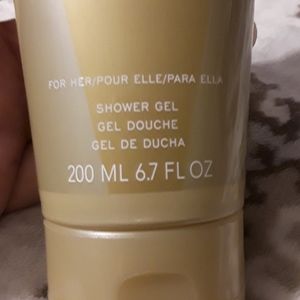 FOR HER/POUR ELLE/PARA ELLA
SHOWER GEL
GEL DOUCHE
GEL DE DUCHA
200 ML 6.7 FL OZ